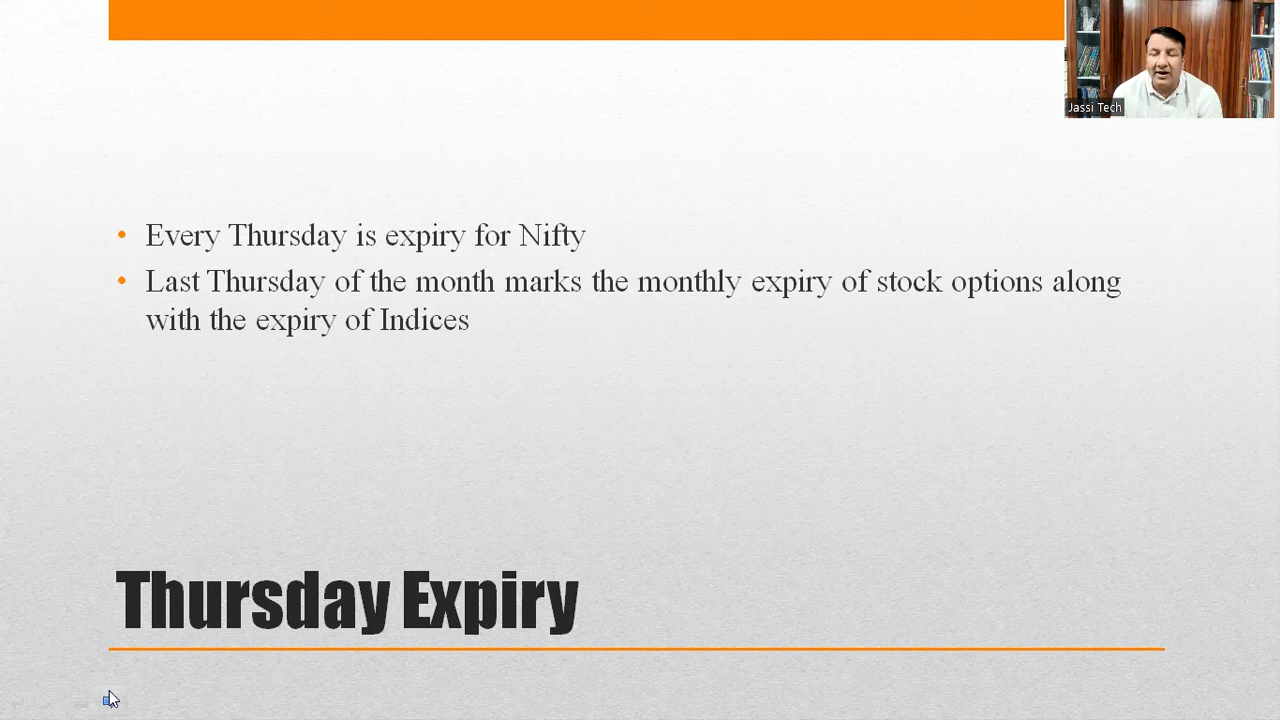 Jassi Tech
• Every Thursday is expiry for Nifty
• Last Thursday of the month marks the monthly expiry of stock options along
with the expiry of Indices
Thursday Expiry